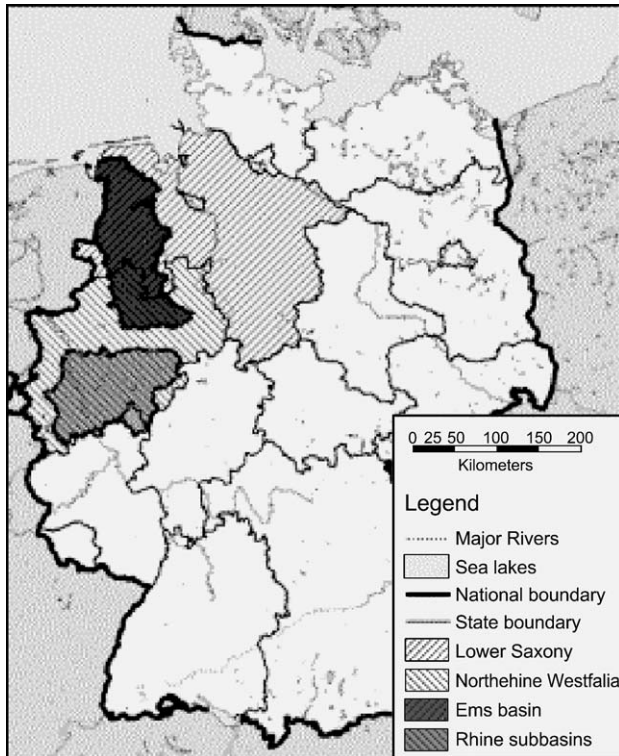 0 25 50 100 150 200
Kilometers
Legend
Major Rivers
Sea lakes
National boundary
State boundary
Lower Saxony
Northehine Westfalia
Ems basin
Rhine subbasins